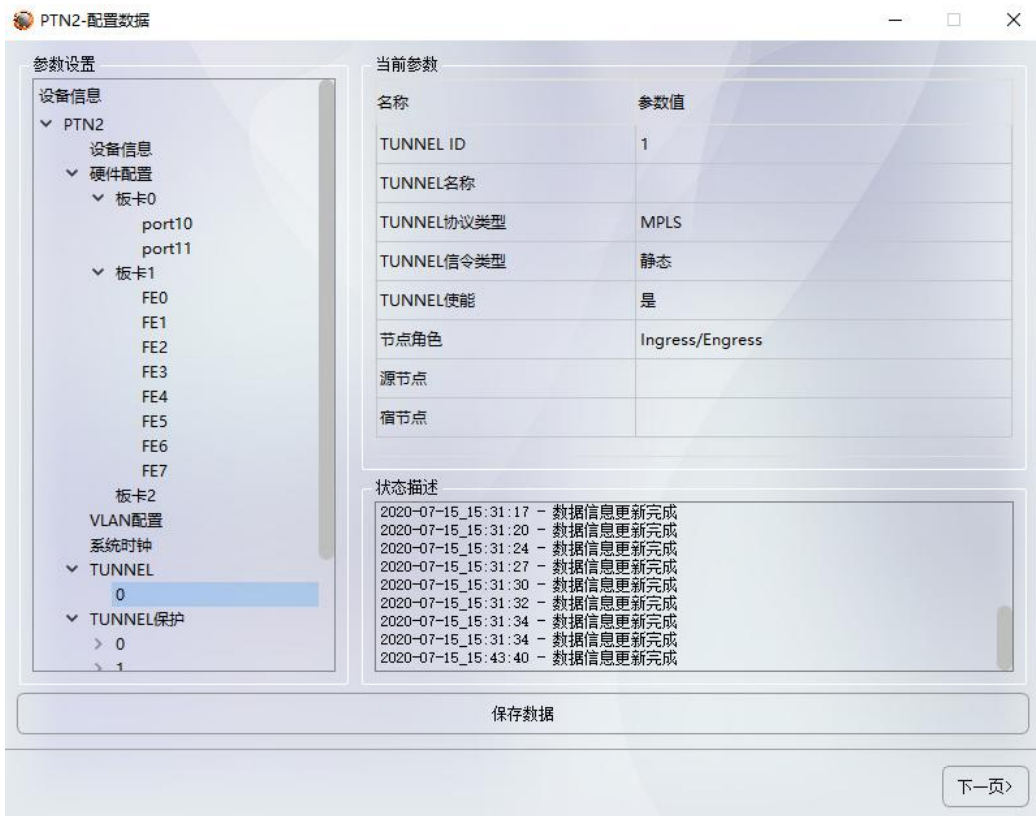 PTN2-配置数据
参数设置
设备信息
PTN2
设备信息
硬件配置
板卡0
port10
port11
板卡1
FE0
FE1
FE2
FE3
FE4
FE5
FE6
FE7
板卡2
VLAN配置
系统时钟
TUNNEL
0
TUNNEL保护
0
1
当前参数
名称 参数值
TUNNEL ID 1
TUNNEL名称
TUNNEL协议类型 MPLS
TUNNEL信令类型 静态
TUNNEL使能 是
节点角色 Ingress/Engress
源节点
宿节点
状态描述
2020-07-15_15:31:17 - 数据信息更新完成
2020-07-15_15:31:20 - 数据信息更新完成
2020-07-15_15:31:24 - 数据信息更新完成
2020-07-15_15:31:27 - 数据信息更新完成
2020-07-15_15:31:30 - 数据信息更新完成
2020-07-15_15:31:32 - 数据信息更新完成
2020-07-15_15:31:34 - 数据信息更新完成
2020-07-15_15:31:34 - 数据信息更新完成
2020-07-15_15:43:40 - 数据信息更新完成
保存数据
下一页>